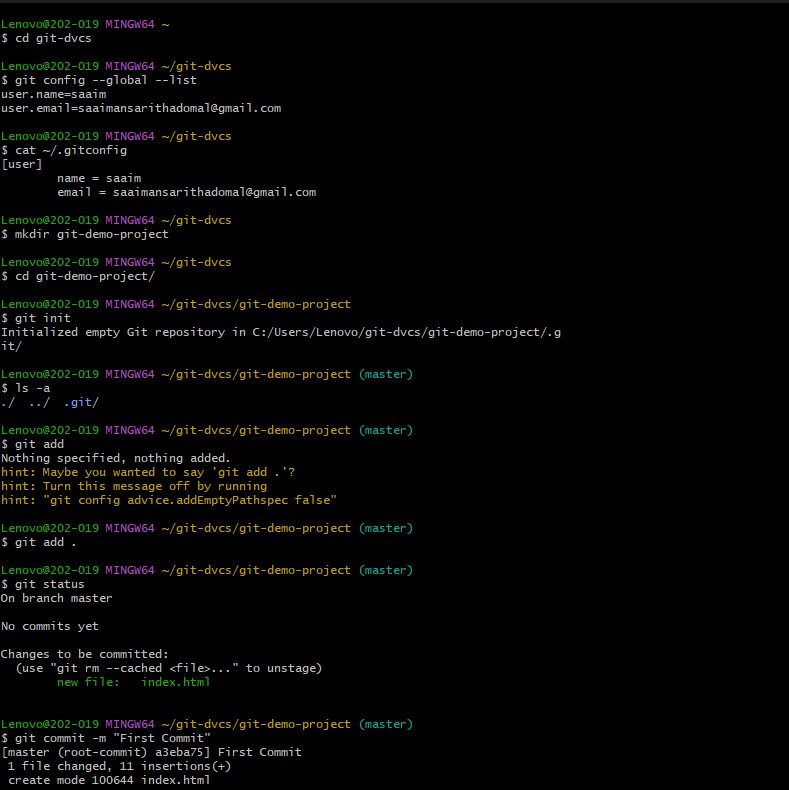 Lenovo@202-019 MINGW64 ~
$ cd git-dvcs
Lenovo@202-019 MINGW64 ~/git-dvcs
$ git config --global --list
user.name=saaim
user.email=saaimansarithadomal@gmail.com
Lenovo@202-019 MINGW64 ~/git-dvcs
$ cat ~/.gitconfig
[user]
        name = saaim
        email = saaimansarithadomal@gmail.com
Lenovo@202-019 MINGW64 ~/git-dvcs
$ mkdir git-demo-project
Lenovo@202-019 MINGW64 ~/git-dvcs
$ cd git-demo-project/
Lenovo@202-019 MINGW64 ~/git-dvcs/git-demo-project
$ git init
Initialized empty Git repository in C:/Users/Lenovo/git-dvcs/git-demo-project/.g
it/
Lenovo@202-019 MINGW64 ~/git-dvcs/git-demo-project (master)
$ ls -a
./  ../  .git/
Lenovo@202-019 MINGW64 ~/git-dvcs/git-demo-project (master)
$ git add
Nothing specified, nothing added.
hint: Maybe you wanted to say 'git add .'?
hint: Turn this message off by running
hint: "git config advice.addEmptyPathspec false"
Lenovo@202-019 MINGW64 ~/git-dvcs/git-demo-project (master)
$ git add .
Lenovo@202-019 MINGW64 ~/git-dvcs/git-demo-project (master)
$ git status
On branch master
No commits yet
Changes to be committed:
  (use "git rm --cached <file>..." to unstage)
        new file:   index.html
Lenovo@202-019 MINGW64 ~/git-dvcs/git-demo-project (master)
$ git commit -m "First Commit"
[master (root-commit) a3eba75] First Commit
 1 file changed, 11 insertions(+)
 create mode 100644 index.html